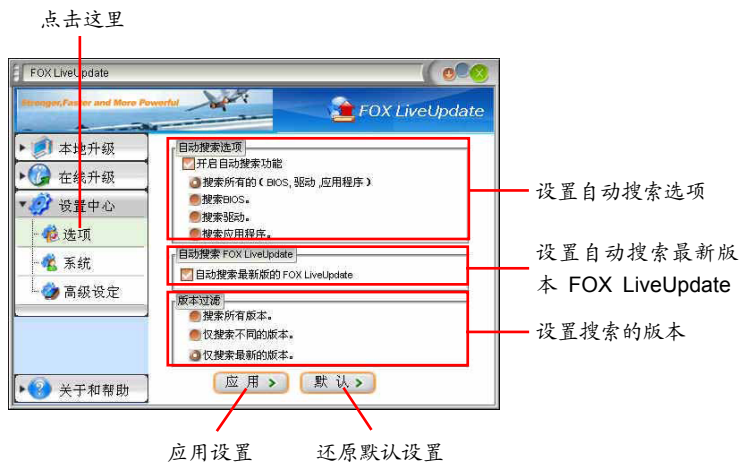 点击这里
FOX LiveUpdate
Stronger,Faster and More Powerful
FOX LiveUpdate
本地升级
在线升级
设置中心
选项
系统
高级设定
关于和帮助
自动搜索选项
开启自动搜索功能
搜索所有的（BIOS, 驱动 ,应用程序）
搜索BIOS。
搜索驱动。
搜索应用程序。
自动搜索 FOX LiveUpdate
自动搜索最新版的 FOX LiveUpdate
版本过滤
搜索所有版本。
仅搜索不同的版本。
仅搜索最新的版本。
应 用
默 认
设置自动搜索选项
设置自动搜索最新版
本 FOX LiveUpdate
设置搜索的版本
应用设置
还原默认设置